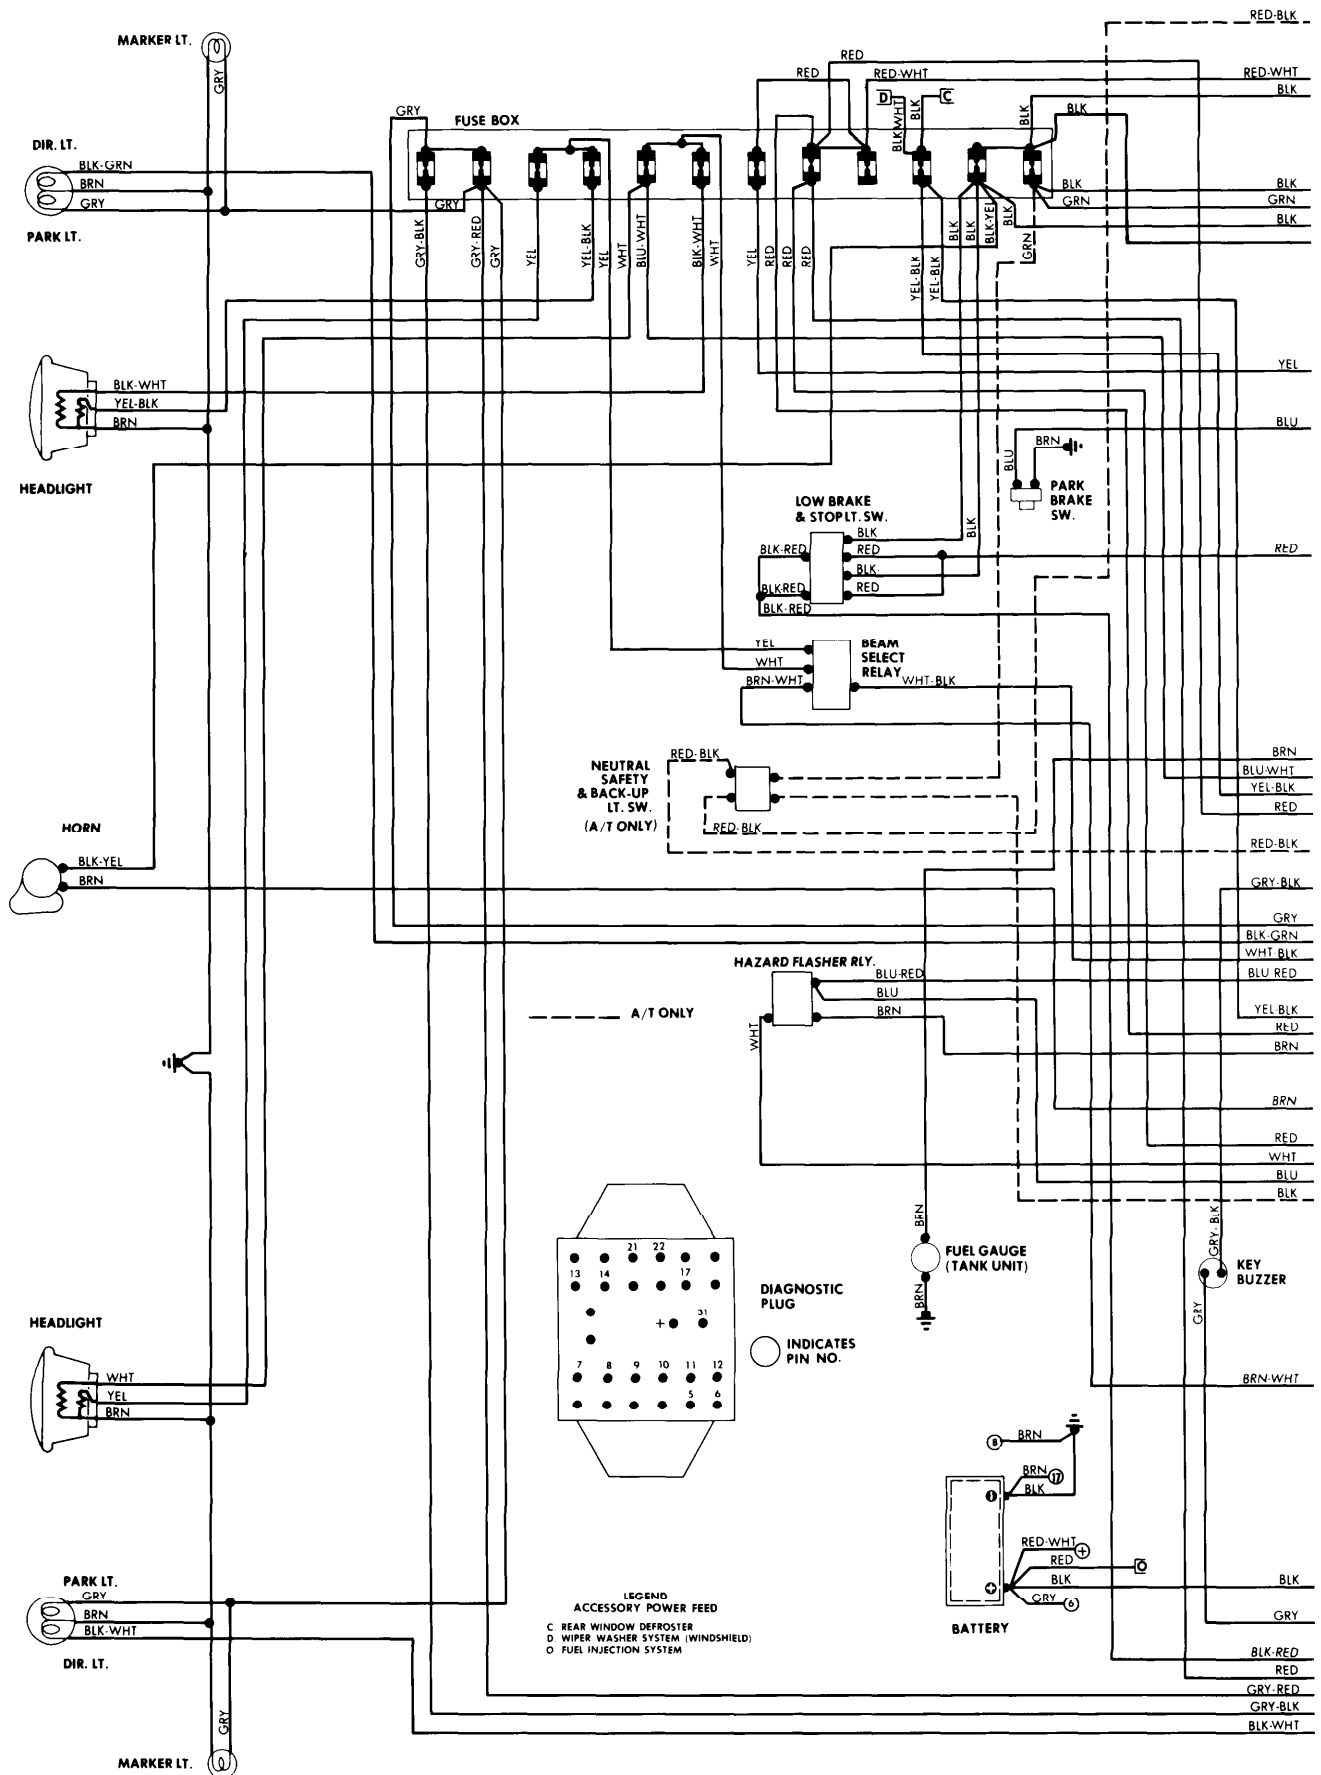 RED-BLK
MARKER LT.
GRY
RED
RED
RED-WHT
RED-WHT
D
C
BLK
GRY
BLK-WHT
BLK
BLK
BLK
FUSE BOX
DIR. LT.
BLK-GRN
BRN
GRY
PARK LT.
GRY
BLK
BLK
GRN
GRN
BLK
GRY-BLK
GRY-RED
GRY
YEL
YEL-BLK
YEL
WHT
BLU-WHT
BLK-WHT
WHT
YEL
RED
RED
RED
YEL-BLK
YEL-BLK
BLK
BLK
BLK-YEL
BLK
GRN
YEL
BLK-WHT
YEL-BLK
BRN
HEADLIGHT
BLU
BLU
BRN
PARK
BRAKE
SW.
LOW BRAKE
& STOP LT. SW.
BLK
BLK
BLK-RED
RED
RED
BLK-
BLK-RED
RED
BLK-RED
YEL
WHT
BRN-WHT
BEAM
SELECT
RELAY
WHT-BLK
RED-BLK
NEUTRAL
SAFETY
& BACK-UP
LT. SW.
(A/T ONLY)
RED-BLK
BRN
BLU-WHT
YEL-BLK
RED
RED-BLK
HORN
BLK-YEL
BRN
GRY-BLK
GRY
BLK-GRN
WHT-BLK
HAZARD FLASHER RLY.
BLU-RED
BLU RED
BLU
BRN
WHT
A/T ONLY
YEL-BLK
RED
BRN
BRN
RED
WHT
BLU
BLK
BRN
FUEL GAUGE
(TANK UNIT)
BRN
GRY-BLK
KEY
BUZZER
GRY
21 22
13 14 17
+ 31
7 8 9 10 11 12
5 6
DIAGNOSTIC
PLUG
INDICATES
PIN NO.
HEADLIGHT
WHT
YEL
BRN
BRN-WHT
8 BRN
BRN 17
BLK
RED-WHT +
RED O
BLK
BLK
GRY 6
BATTERY
GRY
PARK LT.
GRY
BRN
BLK-WHT
DIR. LT.
LEGEND
ACCESSORY POWER FEED
C. REAR WINDOW DEFROSTER
D. WIPER WASHER SYSTEM (WINDSHIELD)
O FUEL INJECTION SYSTEM
BLK-RED
RED
GRY-RED
GRY-BLK
BLK-WHT
GRY
MARKER LT.